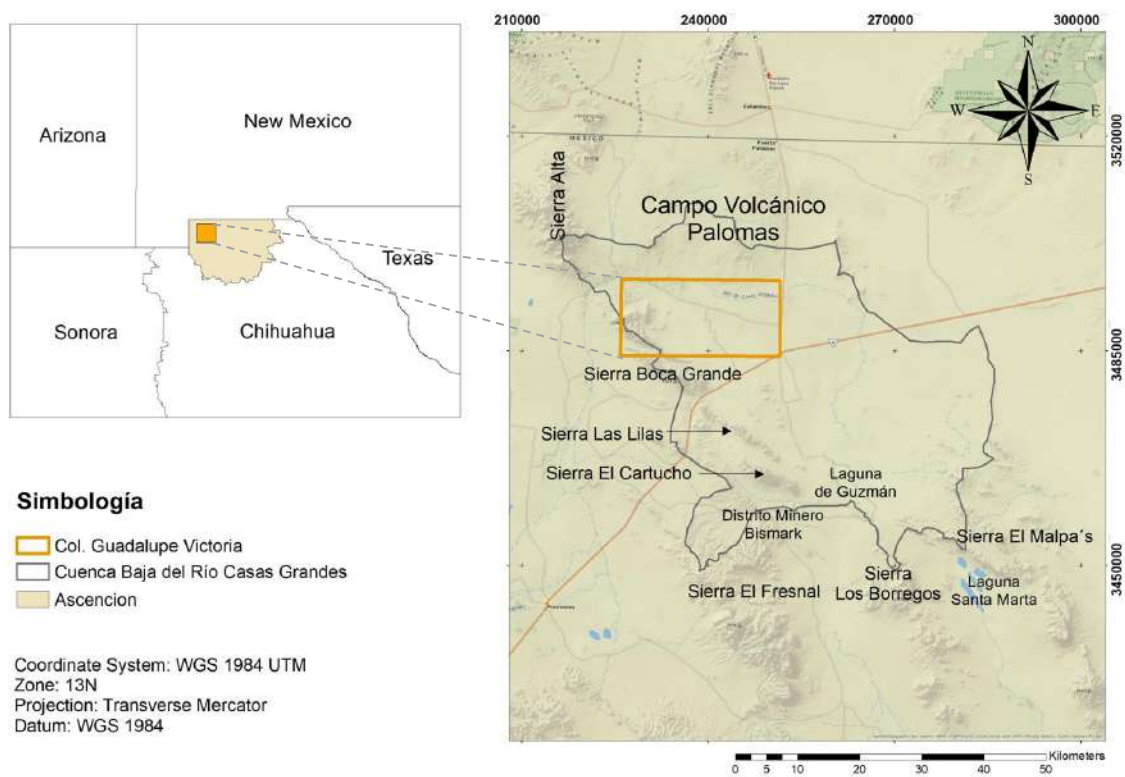 210000
240000
270000
300000
Arizona
New Mexico
Texas
Sonora
Chihuahua
N
W
E
S
3520000
3485000
3450000
MEXICO
Columbus
Puerto
Palomas
Sierra Alta
Campo Volcánico
Palomas
Sierra Boca Grande
Sierra Las Lilas
Sierra El Cartucho
Laguna
de Guzmán
Distrito Minero
Bismark
Sierra El Malpa´s
Sierra El Fresnal
Sierra
Los Borregos
Laguna
Santa Marta
Simbología
Col. Guadalupe Victoria
Cuenca Baja del Río Casas Grandes
Ascencion
Coordinate System: WGS 1984 UTM
Zone: 13N
Projection: Transverse Mercator
Datum: WGS 1984
Kilometers
0 5 10 20 30 40 50